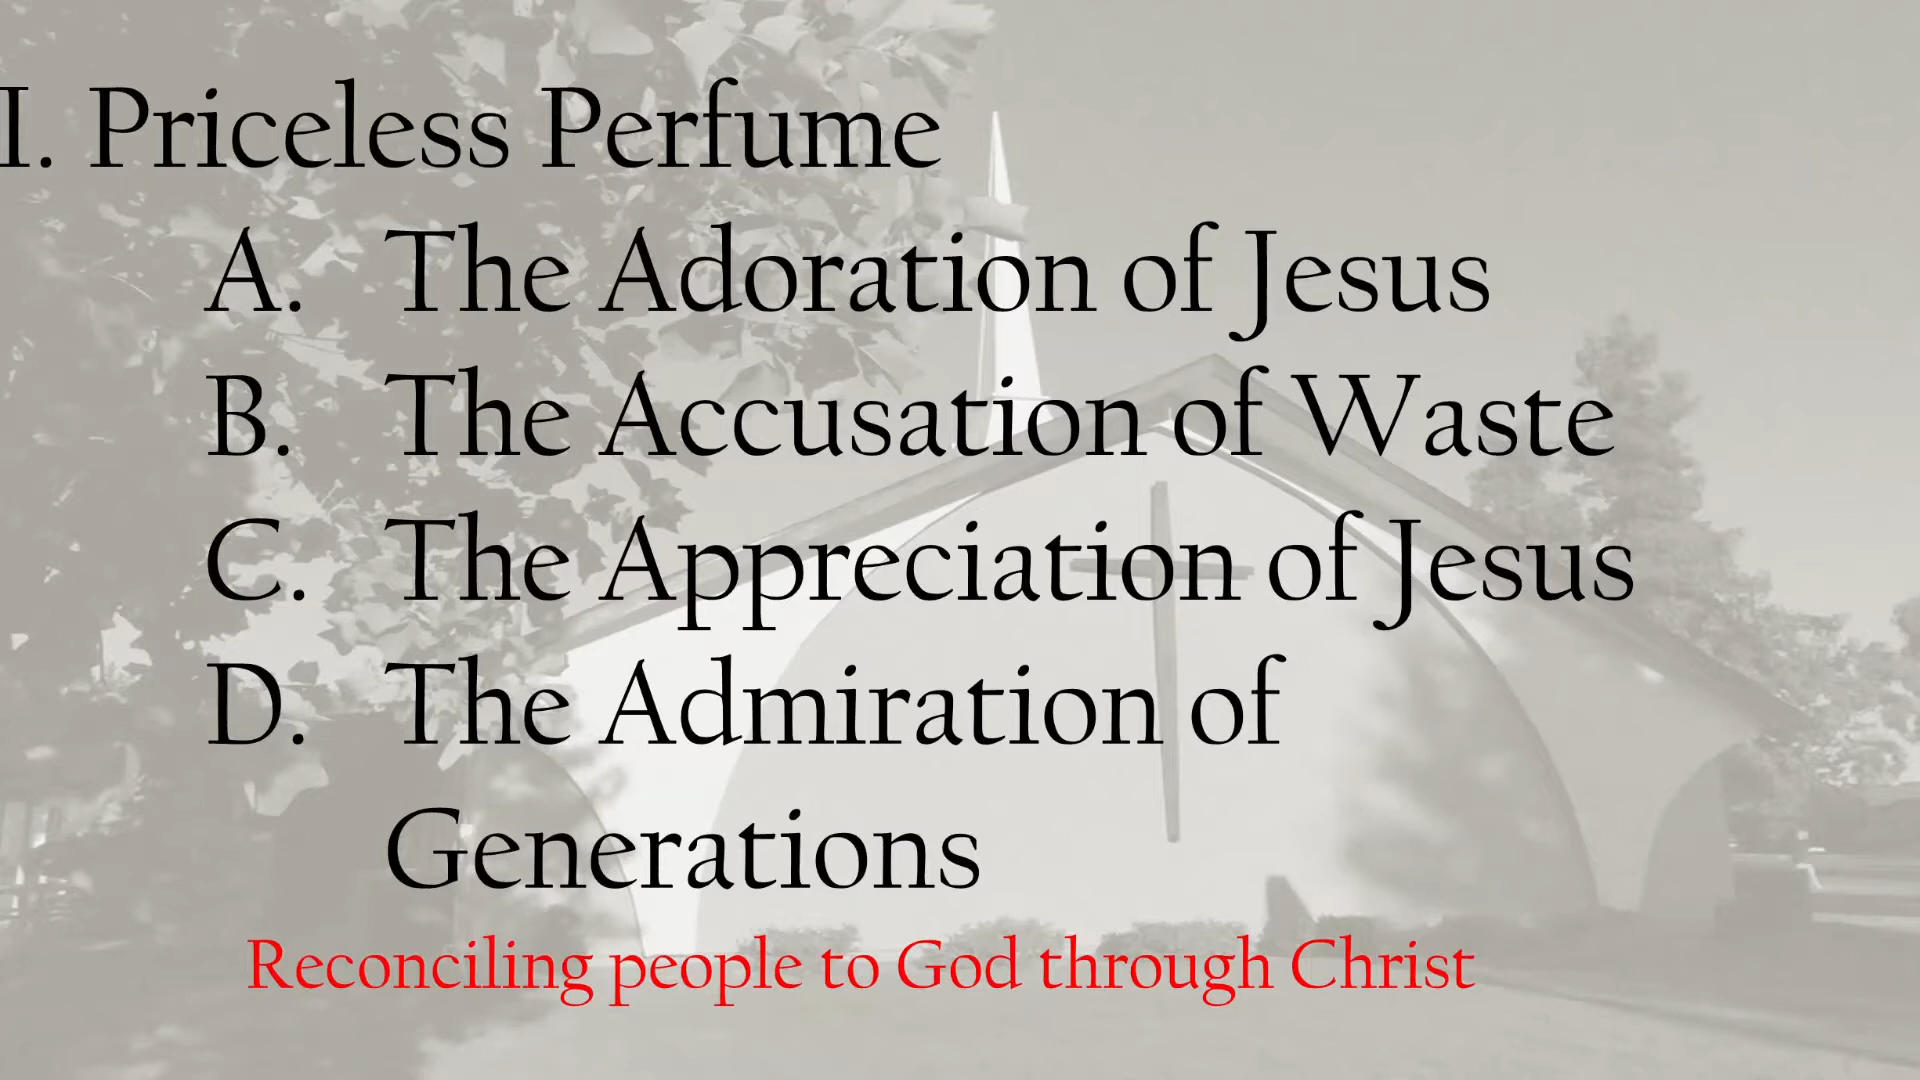 I. Priceless Perfume
A. The Adoration of Jesus
B. The Accusation of Waste
C. The Appreciation of Jesus
D. The Admiration of
Generations
Reconciling people to God through Christ